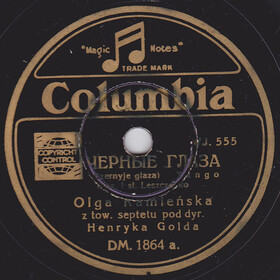 "Magic Notes"
TRADE MARK
Columbia
COPYRIGHT
CONTROL
J. 555
ЧЕРНЫЕ ГЛАЗА
Olga Kamieńska
z tow. septetu pod dyr.
Henryka Golda
DM. 1864 a.